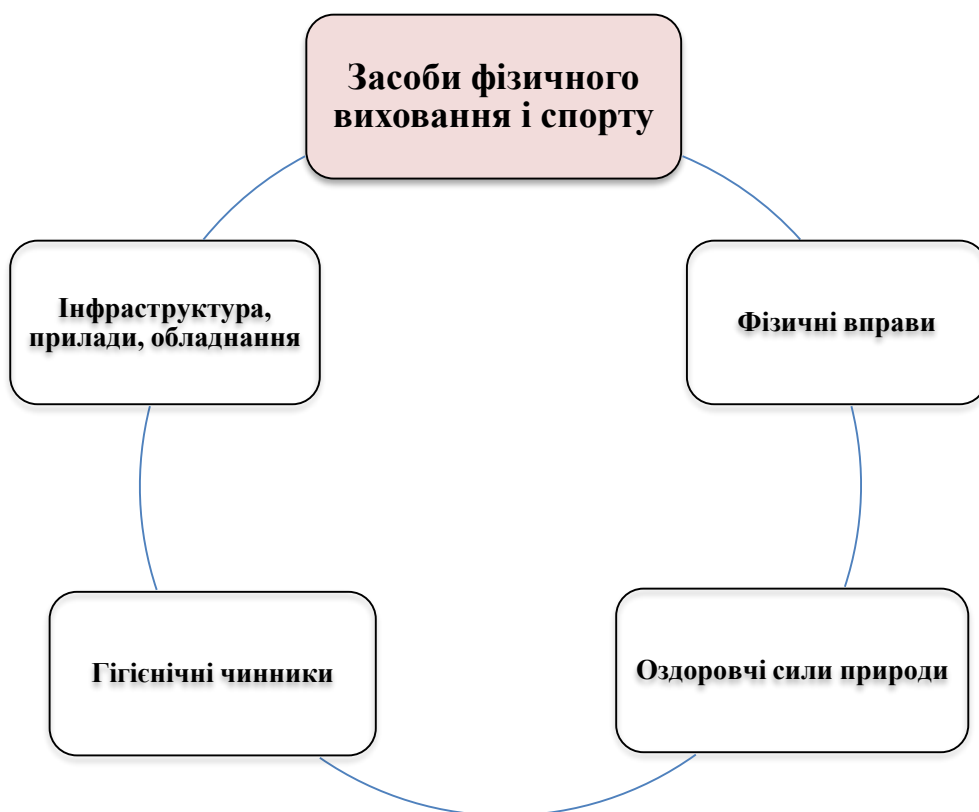 Засоби фізичного
виховання і спорту
Інфраструктура,
прилади, обладнання
Фізичні вправи
Гігієнічні чинники
Оздоровчі сили природи